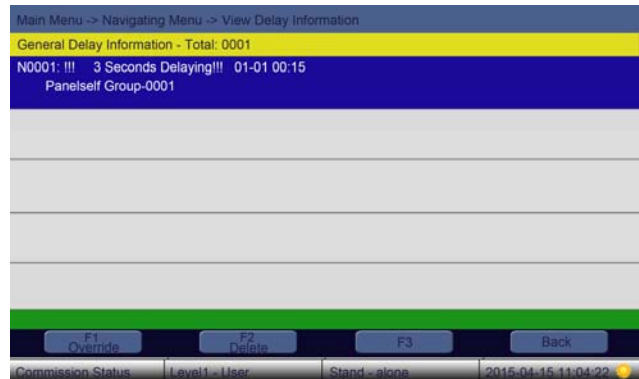 Main Menu -> Navigating Menu -> View Delay Information
General Delay Information - Total: 0001
N0001: !!! 3 Seconds Delaying!!! 01-01 00:15
Panelself Group-0001
F1 F2 F3 Back
Override Delete
Commission Status Level1 - User Stand - alone 2015-04-15 11:04:22